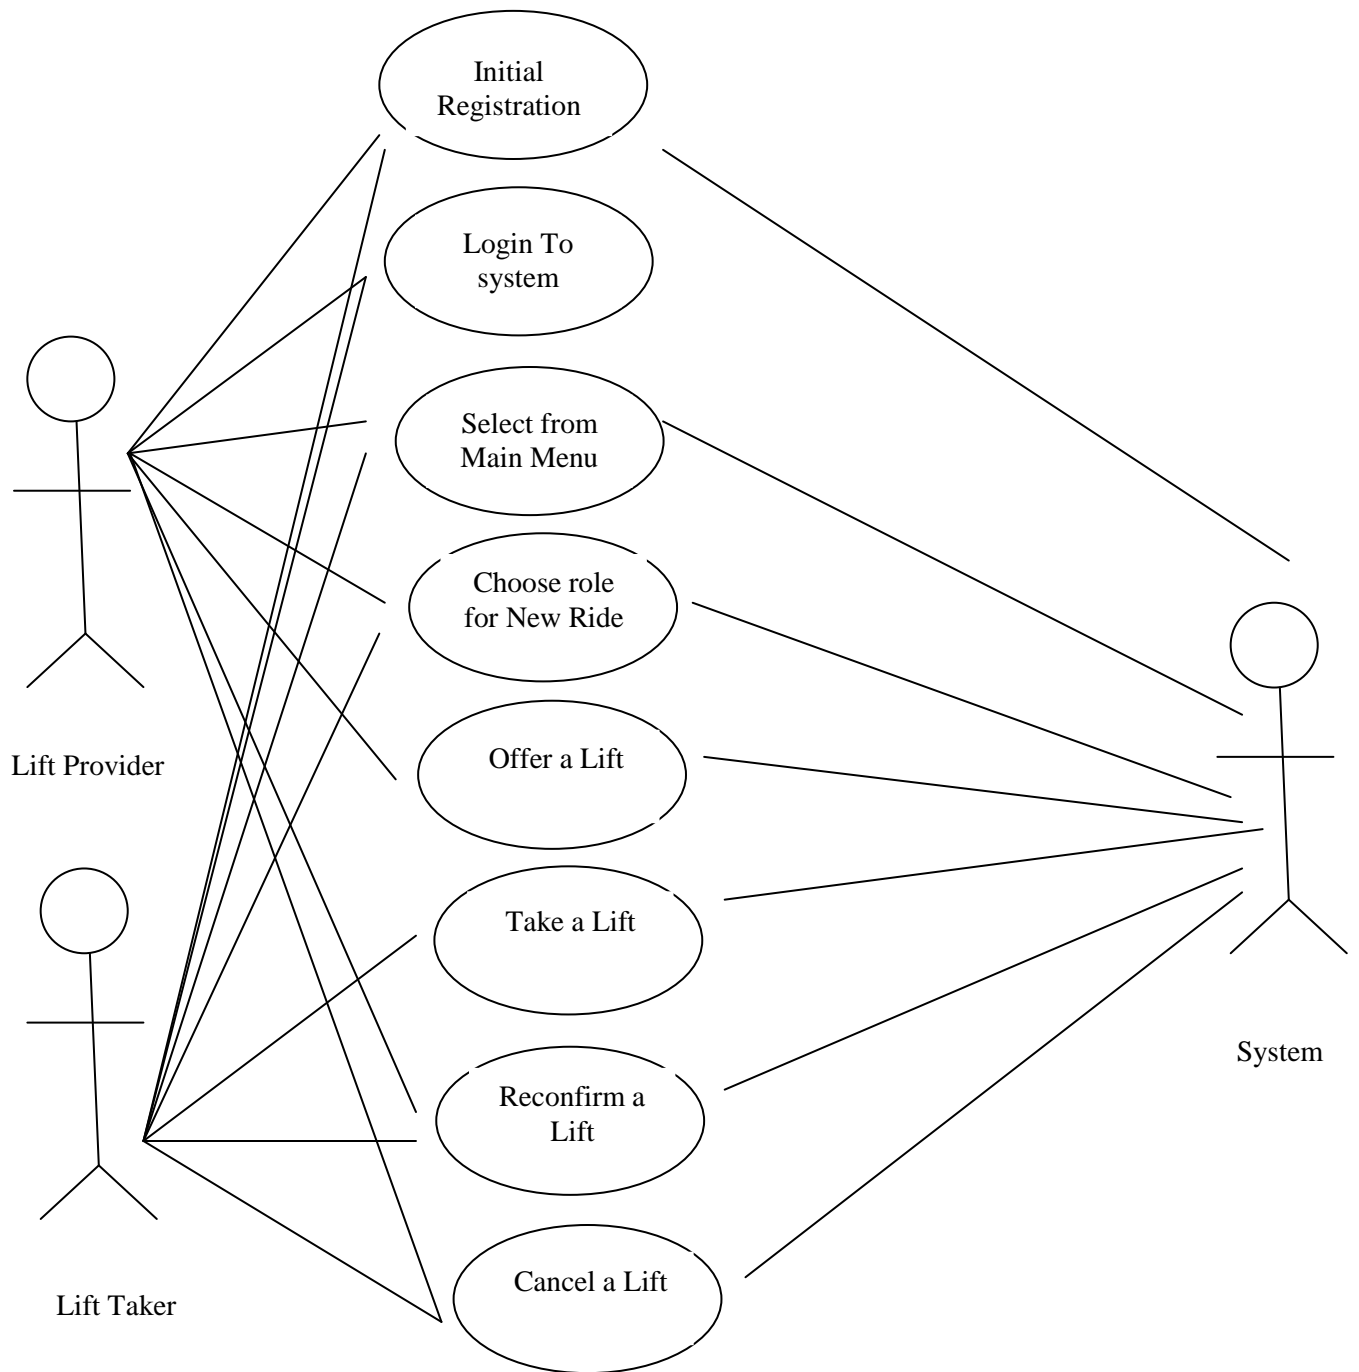 Initial
Registration
Login To
system
Select from
Main Menu
Choose role
for New Ride
Offer a Lift
Lift Provider
Take a Lift
System
Reconfirm a
Lift
Cancel a Lift
Lift Taker